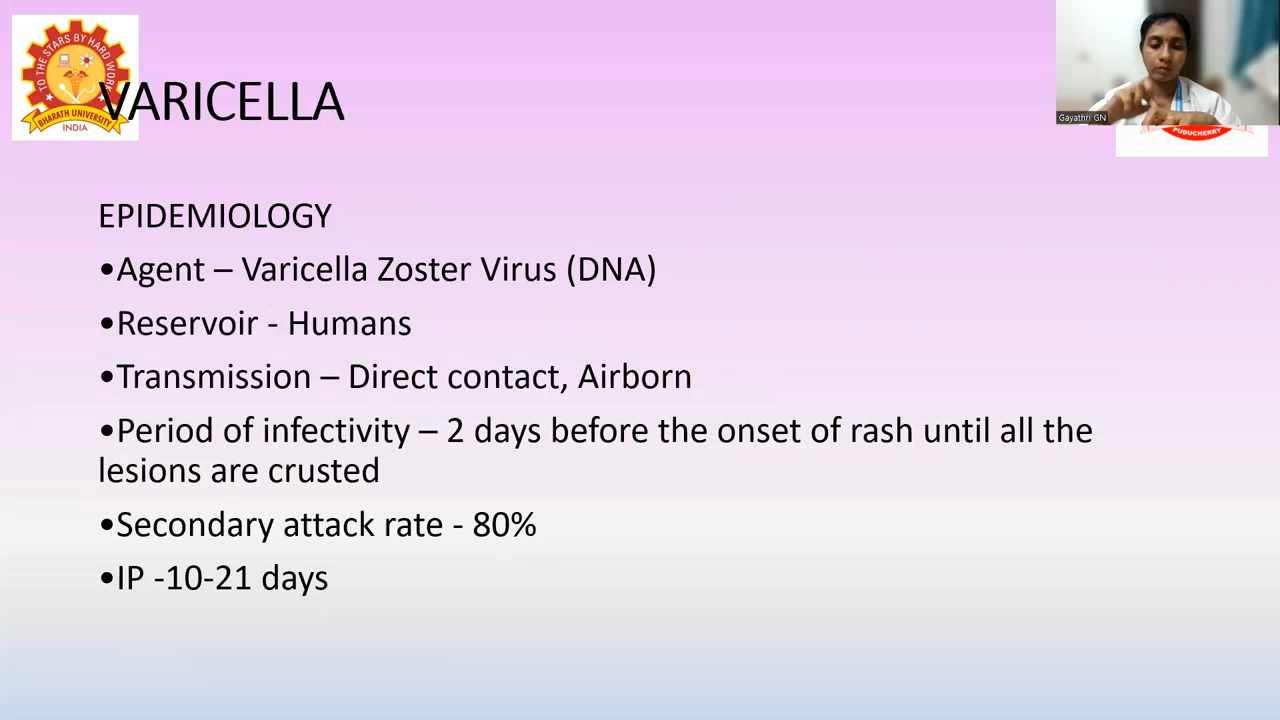 TO THE STARS BY HARD WORK
BHARATH UNIVERSITY
INDIA
VARICELLA
Gayathri GN
PUDUCHERRY
EPIDEMIOLOGY
•Agent – Varicella Zoster Virus (DNA)
•Reservoir - Humans
•Transmission – Direct contact, Airborn
•Period of infectivity – 2 days before the onset of rash until all the
lesions are crusted
•Secondary attack rate - 80%
•IP -10-21 days